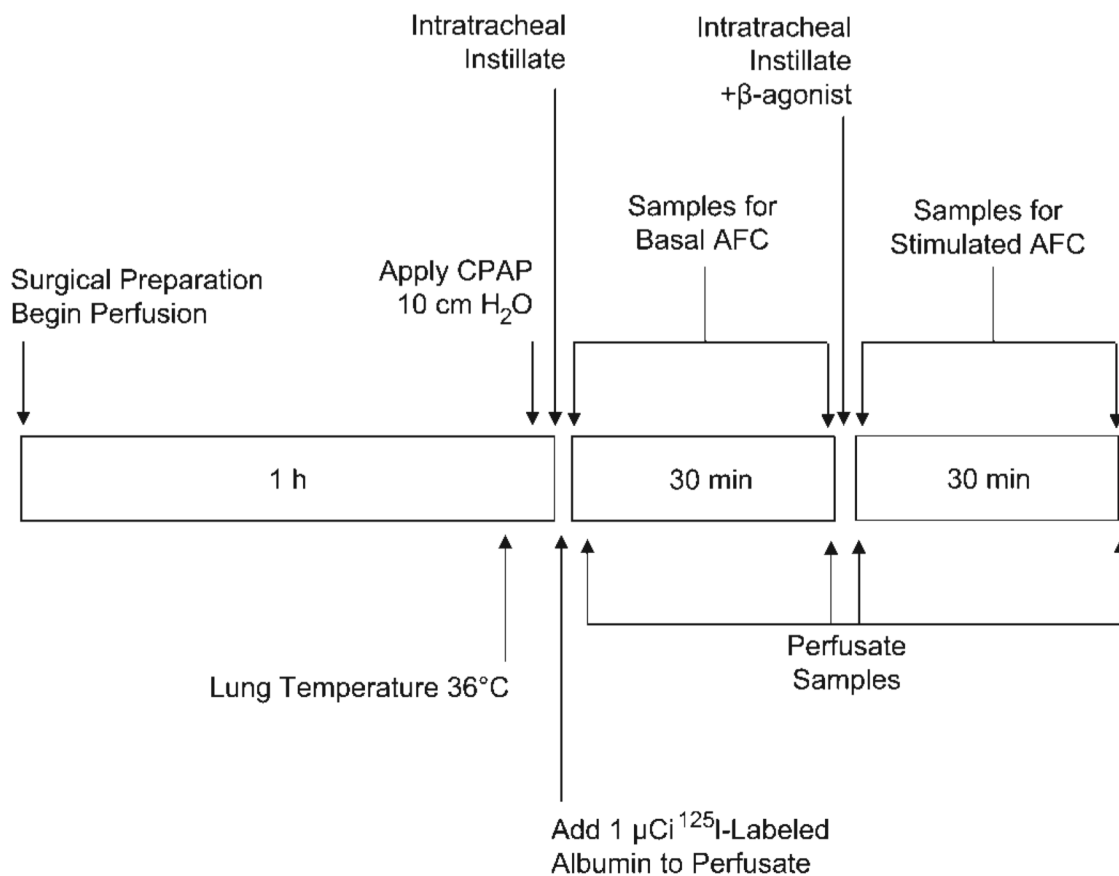 Intratracheal
Instillate
Intratracheal
Instillate
+β-agonist
Samples for
Basal AFC
Samples for
Stimulated AFC
Surgical Preparation
Begin Perfusion
Apply CPAP
10 cm H₂O
1 h
30 min
30 min
Lung Temperature 36°C
Perfusate
Samples
Add 1 μCi ¹²⁵I-Labeled
Albumin to Perfusate